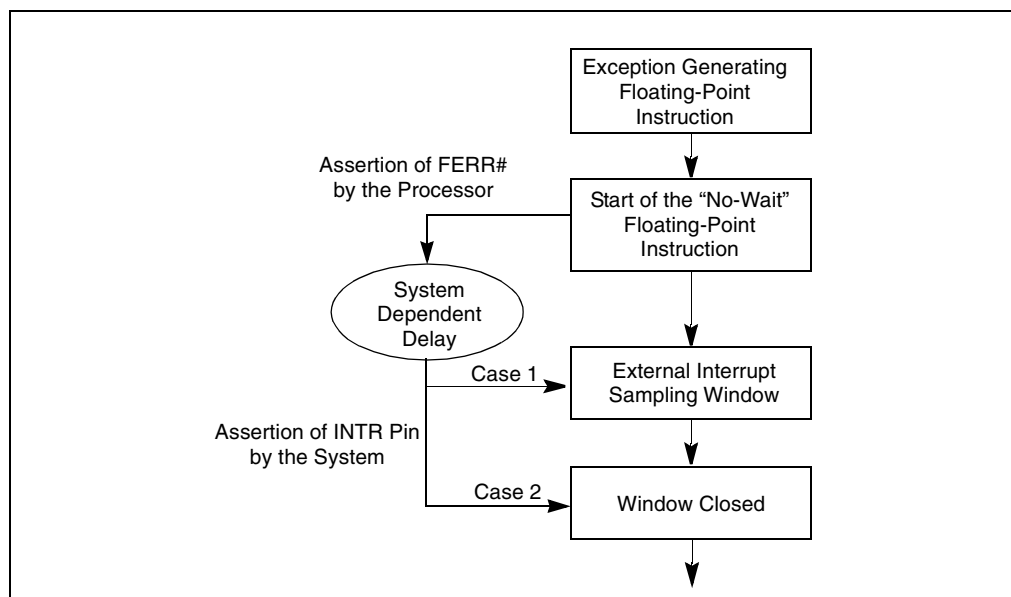 Exception Generating
Floating-Point
Instruction
Assertion of FERR#
by the Processor
Start of the “No-Wait”
Floating-Point
Instruction
System
Dependent
Delay
Case 1
External Interrupt
Sampling Window
Assertion of INTR Pin
by the System
Case 2
Window Closed